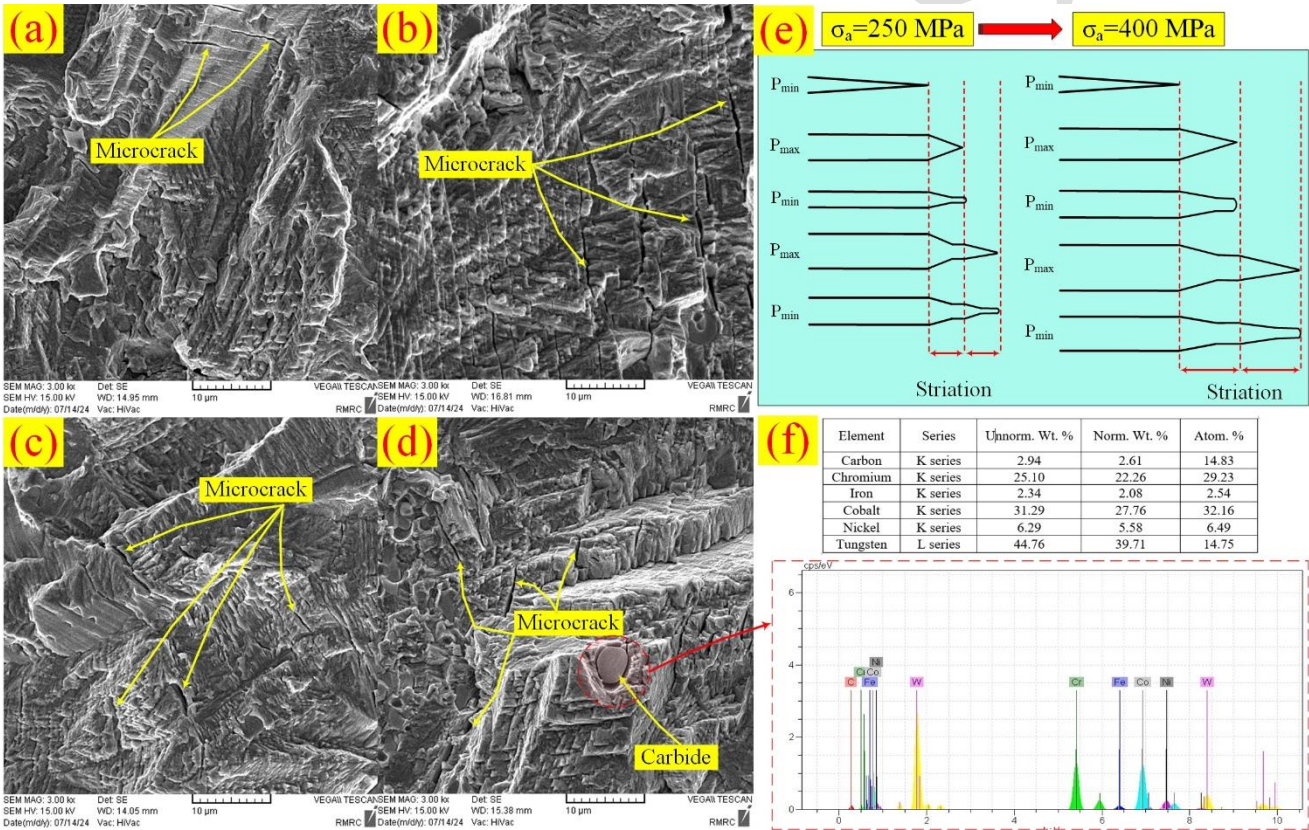 (a)
Microcrack
SEM MAG: 3.00 kx Det: SE
SEM HV: 15.00 kV WD: 14.95 mm
Date(m/d/y): 07/14/24 Vac: HiVac
10 µm
VEGA\\ TESCAN
RMRC
(b)
Microcrack
SEM MAG: 3.00 kx Det: SE
SEM HV: 15.00 kV WD: 16.81 mm
Date(m/d/y): 07/14/24 Vac: HiVac
10 µm
VEGA\\ TESCAN
RMRC
(c)
Microcrack
SEM MAG: 3.00 kx Det: SE
SEM HV: 15.00 kV WD: 14.05 mm
Date(m/d/y): 07/14/24 Vac: HiVac
10 µm
VEGA\\ TESCAN
RMRC
(d)
Microcrack
Carbide
SEM MAG: 3.00 kx Det: SE
SEM HV: 15.00 kV WD: 15.38 mm
Date(m/d/y): 07/14/24 Vac: HiVac
10 µm
VEGA\\ TESCAN
RMRC
(e)
σa=250 MPa σa=400 MPa
Pmin Pmin
Pmax Pmax
Pmin Pmin
Pmax Pmax
Pmin Pmin
Striation Striation
(f)
Element Series Unnorm. Wt. % Norm. Wt. % Atom. %
Carbon K series 2.94 2.61 14.83
Chromium K series 25.10 22.26 29.23
Iron K series 2.34 2.08 2.54
Cobalt K series 31.29 27.76 32.16
Nickel K series 6.29 5.58 6.49
Tungsten L series 44.76 39.71 14.75
cps/eV
6
4
Ni
Co
C Fe W Cr Fe Co Ni W
2
0
0 2 4 6 8 10